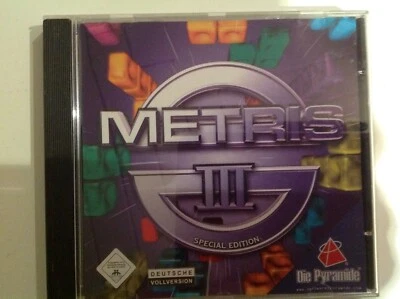 METRIS
III
SPECIAL EDITION
DEUTSCHE
VOLLVERSION
Die Pyramide